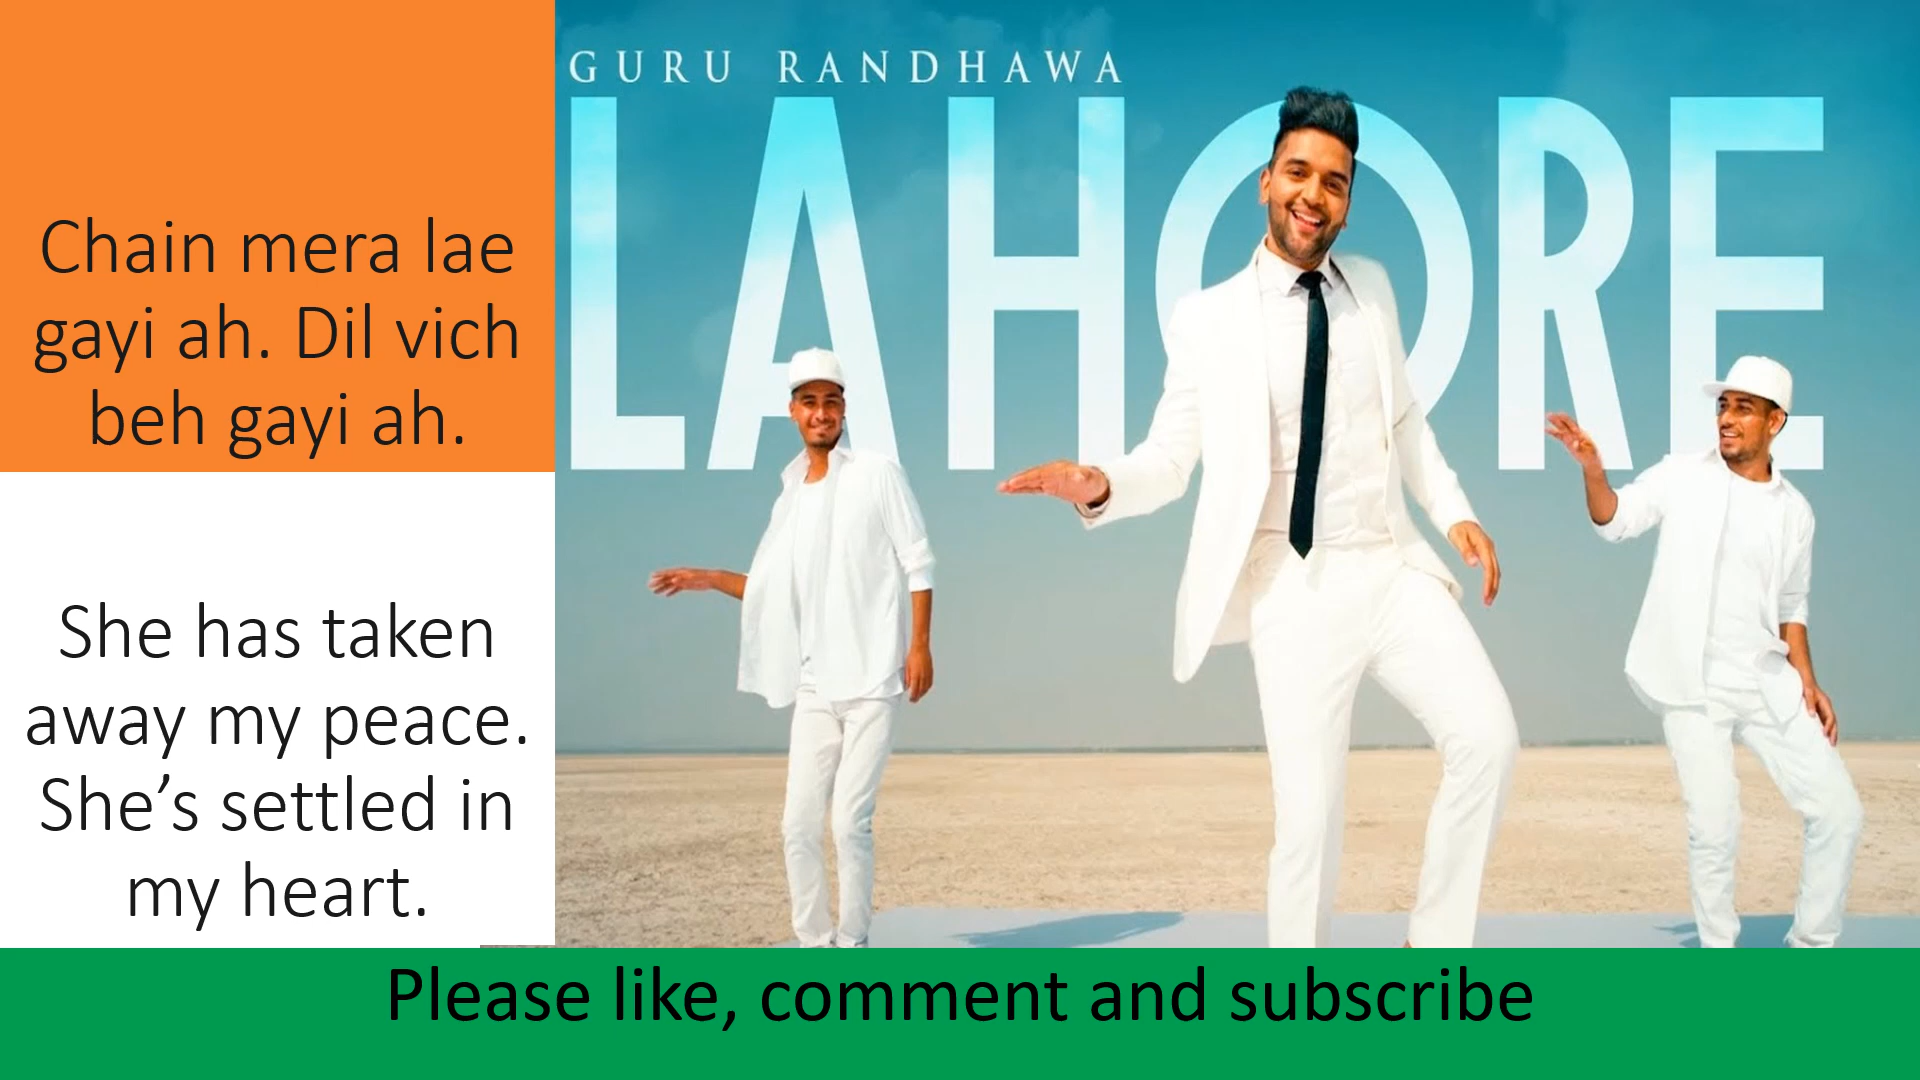 Chain mera lae
gayi ah. Dil vich
beh gayi ah.
She has taken
away my peace.
She’s settled in
my heart.
GURU RANDHAWA
LAHORE
Please like, comment and subscribe